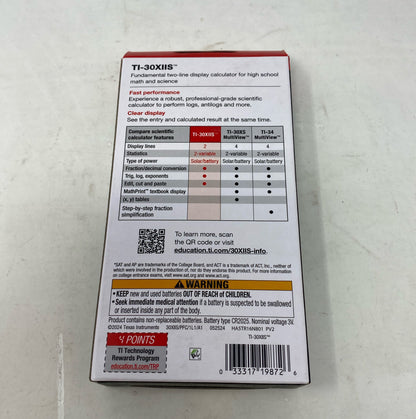 TI-30XIIS™
Fundamental two-line display calculator for high school
math and science
Fast performance
Experience a robust, professional-grade scientific
calculator to perform logs, antilogs and more.
Clear display
See the entry and calculated result at the same time.
Compare scientific calculator features TI-30XIIS™ TI-30XS MultiView™ TI-34 MultiView™
Display lines 2 4 4
Statistics 2-variable 2-variable 2-variable
Type of power Solar/battery Solar/battery Solar/battery
Fraction/decimal conversion • • •
Trig, log, exponents • • •
Edit, cut and paste • • •
MathPrint™ textbook display • •
(x, y) tables •
Step-by-step fraction simplification •
To learn more, scan
the QR code or visit
education.ti.com/30XIIS-info.
*SAT and AP are trademarks of the College Board, and ACT is a trademark of ACT, Inc., neither of
which were involved in the production of, nor do they endorse this product. For more information on
college entrance exams, visit www.sat.org and www.act.org.
WARNING
• KEEP new and used batteries OUT OF REACH of CHILDREN.
• Seek immediate medical attention if a battery is suspected to be swallowed
or inserted inside any part of the body.
Product contains non-replaceable batteries. Battery type CR2025. Nominal voltage 3V.
©2024 Texas Instruments 30XIIS/PFC/1L1/A1 052524 HASTR16N801 PV2
4 POINTS
TI Technology
Rewards Program
education.ti.com/TRP
TI-30XIIS™
0 33317 19872 6